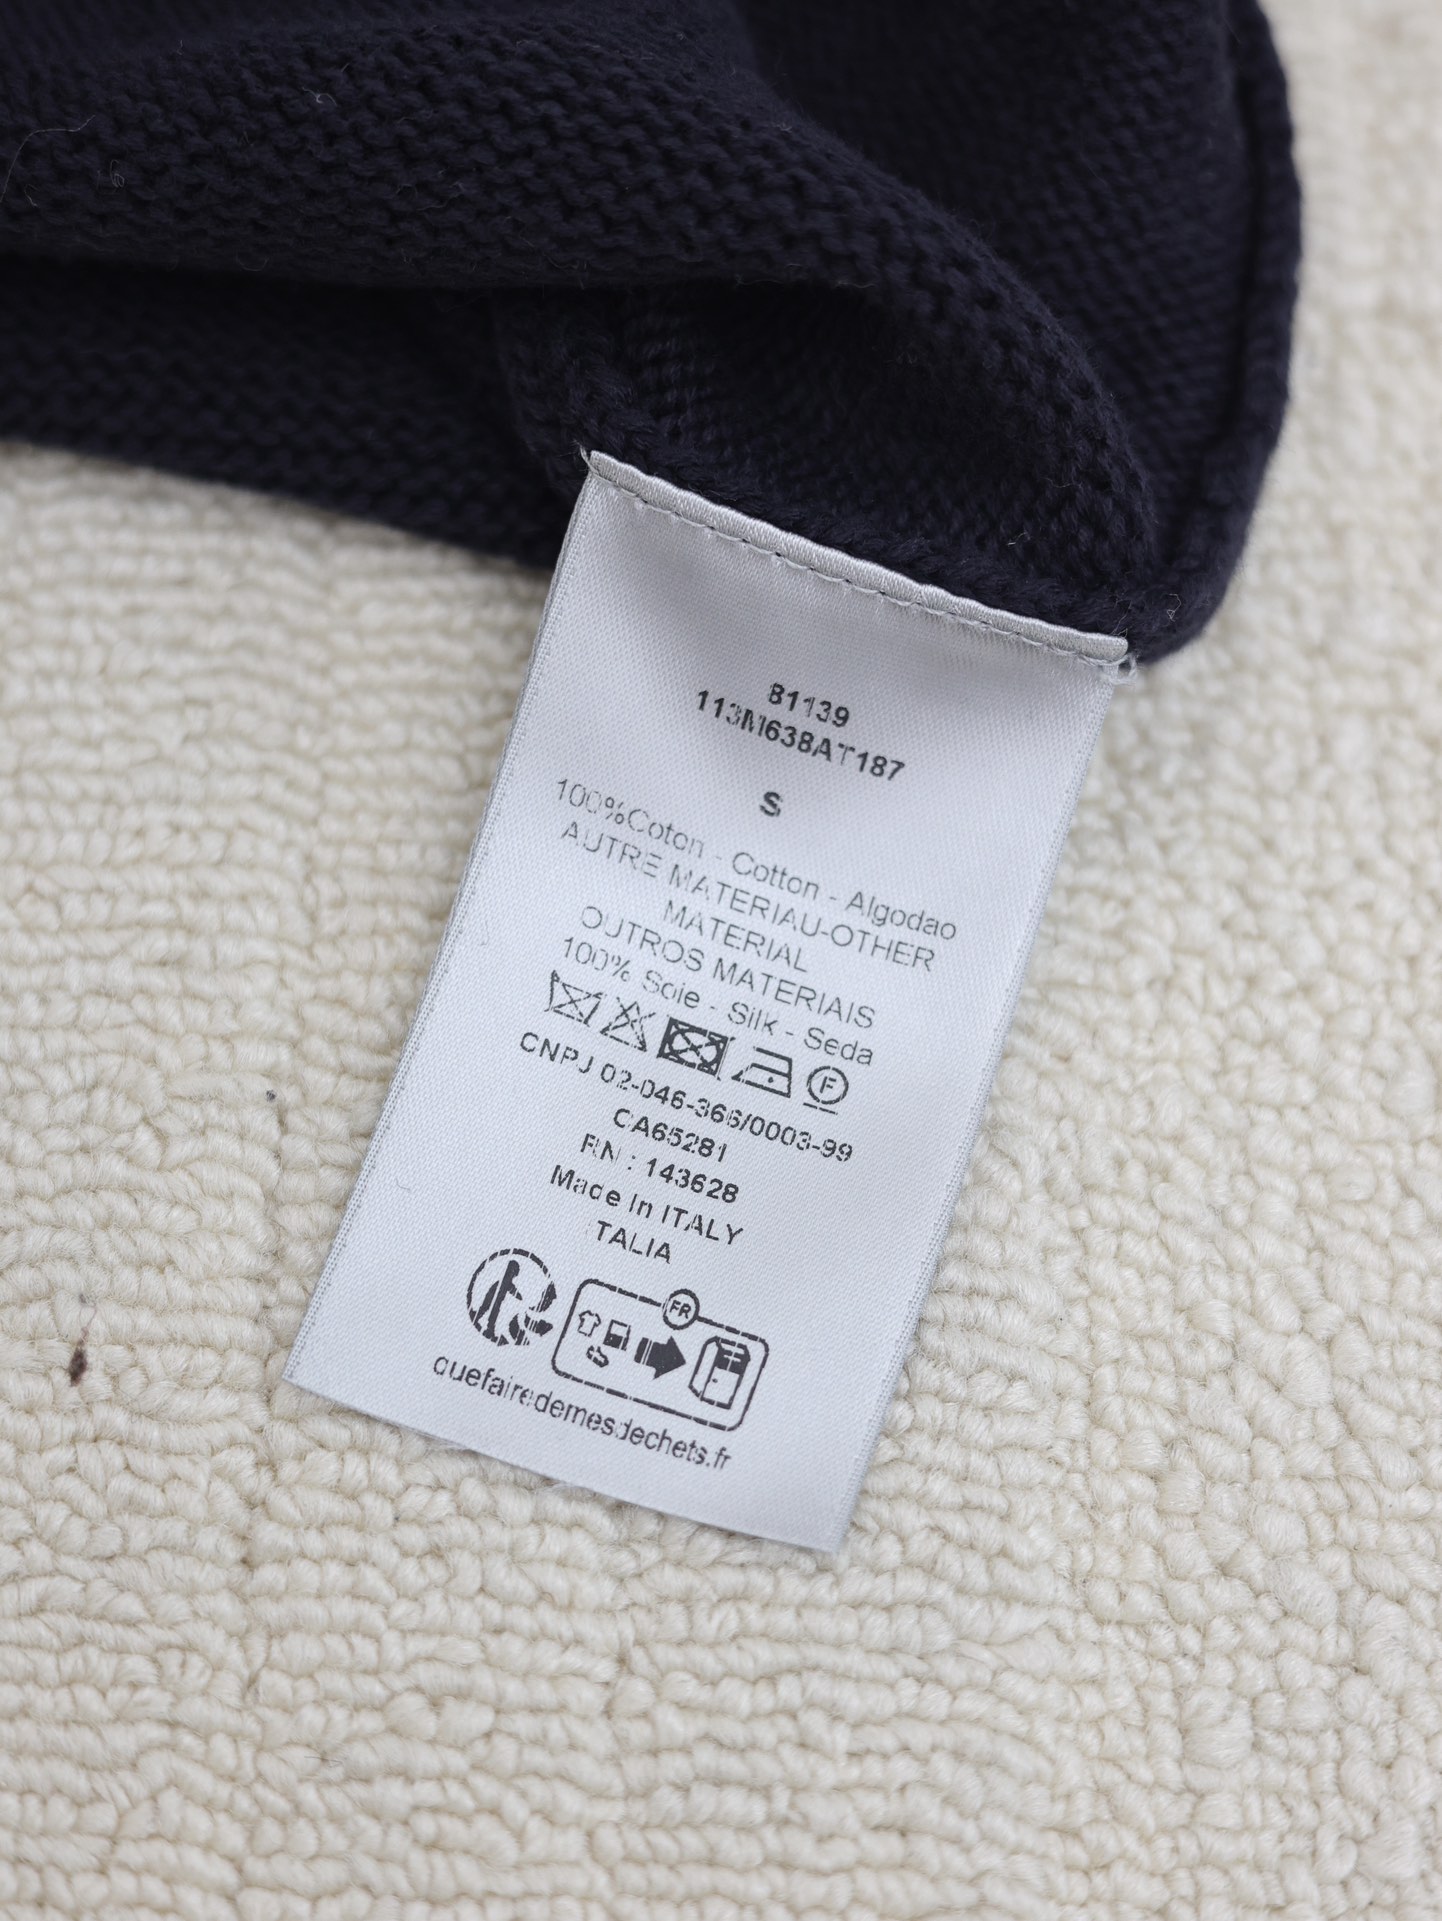 81139
113M638AT187
S
100%Coton - Cotton - Algodao
AUTRE MATERIAU-OTHER
MATERIAL
OUTROS MATERIAIS
100% Soie - Silk - Seda
F
CNPJ 02-046-366/0003-99
CA65281
RN : 143628
Made In ITALY
ITALIA
FR
quefairedemesdechets.fr